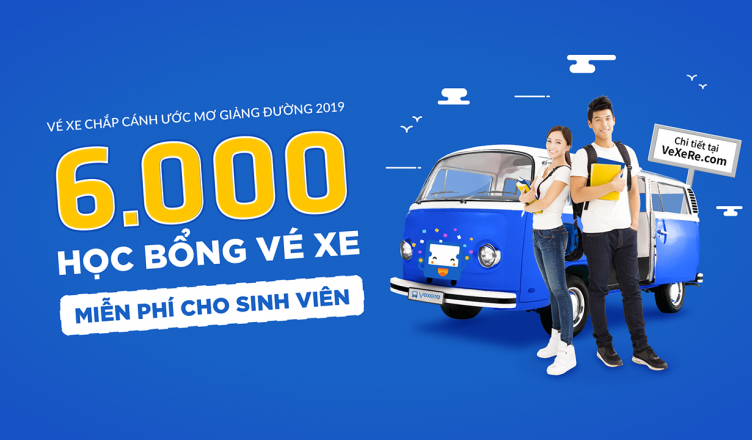 VÉ XE CHẮP CÁNH ƯỚC MƠ GIẢNG ĐƯỜNG 2019
6.000
HỌC BỔNG VÉ XE
MIỄN PHÍ CHO SINH VIÊN
Chi tiết tại
VeXeRe.com
vexere